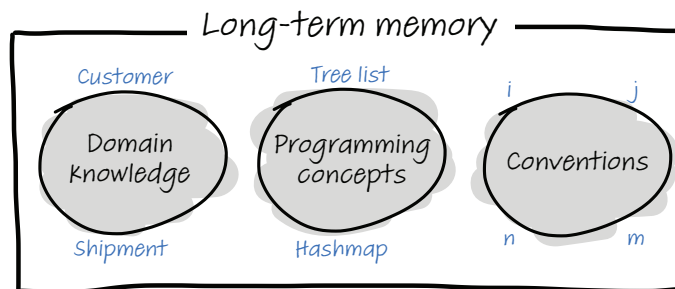 Long-term memory
Customer
Tree list
i
j
Domain
knowledge
Programming
concepts
Conventions
Shipment
Hashmap
n
m